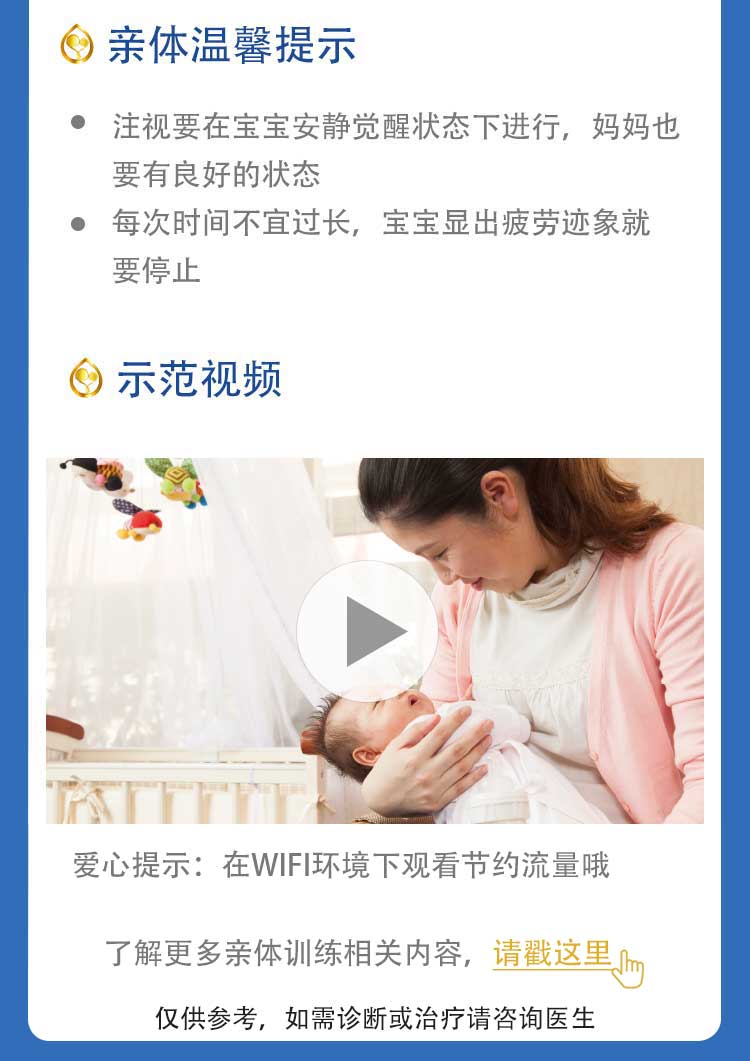 亲体温馨提示
注视要在宝宝安静觉醒状态下进行，妈妈也
要有良好的状态
每次时间不宜过长，宝宝显出疲劳迹象就
要停止
示范视频
爱心提示：在WIFI环境下观看节约流量哦
了解更多亲体训练相关内容，请戳这里
仅供参考，如需诊断或治疗请咨询医生